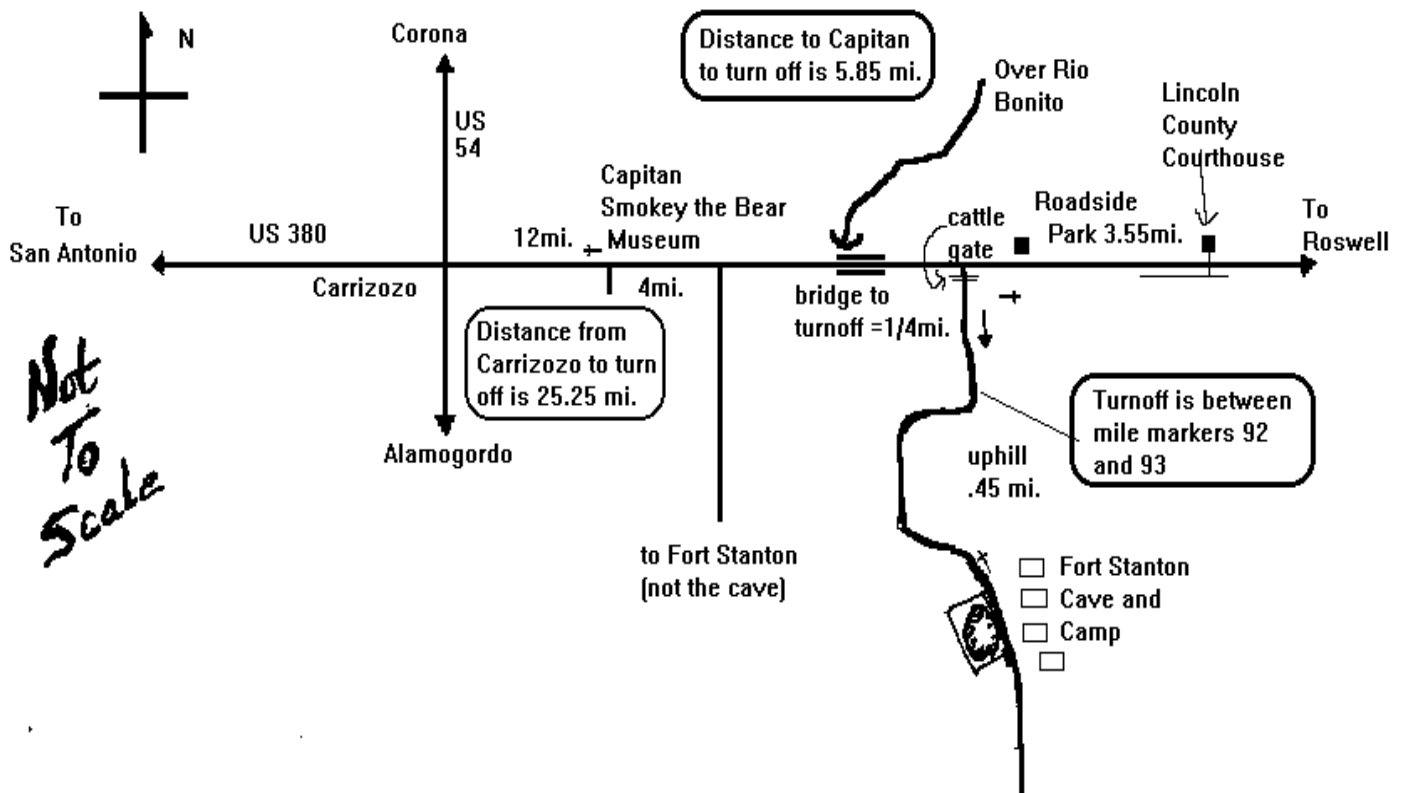 N
Corona
US
54
Distance to Capitan
to turn off is 5.85 mi.
Over Rio
Bonito
Lincoln
County
Courthouse
To
San Antonio
US 380
12mi.
Capitan
Smokey the Bear
Museum
cattle
gate
Roadside
Park 3.55mi.
To
Roswell
Carrizozo
4mi.
bridge to
turnoff =1/4mi.
Distance from
Carrizozo to turn
off is 25.25 mi.
Not
To
Scale
Alamogordo
Turnoff is between
mile markers 92
and 93
uphill
.45 mi.
to Fort Stanton
(not the cave)
Fort Stanton
Cave and
Camp